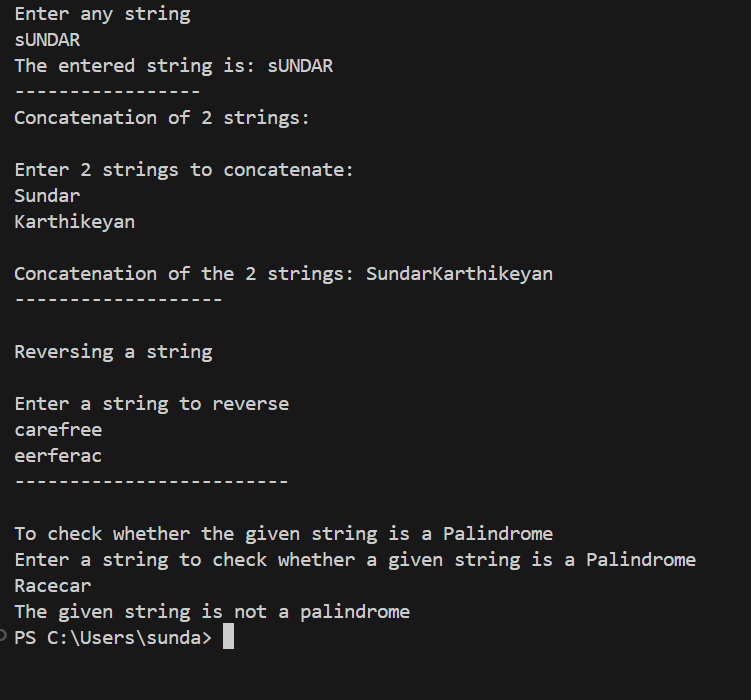 Enter any string
sUNDAR
The entered string is: sUNDAR
-----------------
Concatenation of 2 strings:
Enter 2 strings to concatenate:
Sundar
Karthikeyan
Concatenation of the 2 strings: SundarKarthikeyan
-------------------
Reversing a string
Enter a string to reverse
carefree
eerferac
-------------------------
To check whether the given string is a Palindrome
Enter a string to check whether a given string is a Palindrome
Racecar
The given string is not a palindrome
PS C:\Users\sunda>